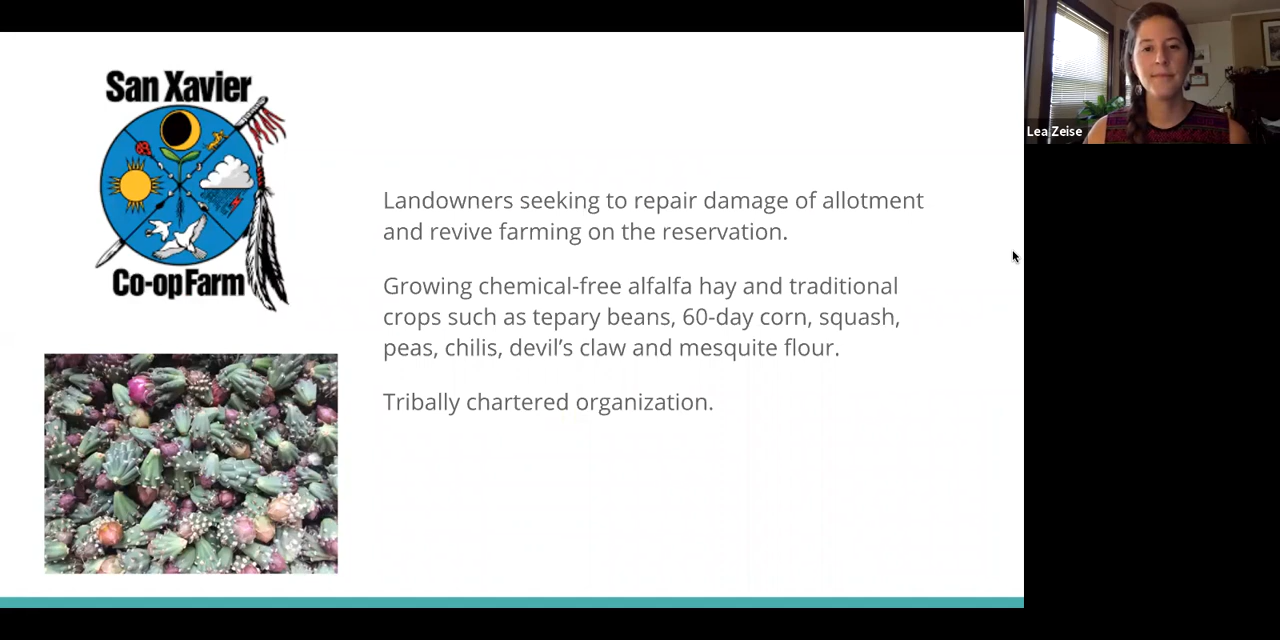 San Xavier
Co-op Farm
Landowners seeking to repair damage of allotment
and revive farming on the reservation.
Growing chemical-free alfalfa hay and traditional
crops such as tepary beans, 60-day corn, squash,
peas, chilis, devil’s claw and mesquite flour.
Tribally chartered organization.
Lea Zeise